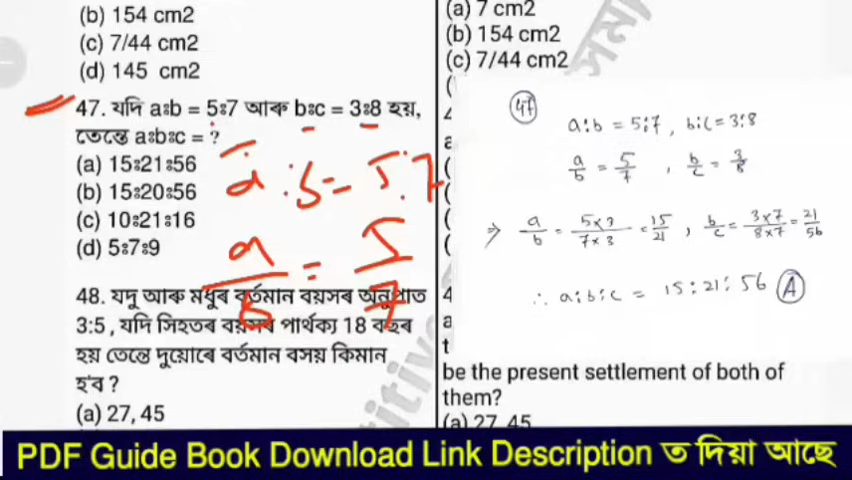 (b) 154 cm2
(c) 7/44 cm2
(d) 145 cm2
47. যদি a:b = 5:7 আৰু b:c = 3:8 হয়,
তেন্তে a:b:c = ?
(a) 15:21:56
(b) 15:20:56
(c) 10:21:16
(d) 5:7:9
48. যদু আৰু মধুৰ বৰ্তমান বয়সৰ অনুপাত
3:5, যদি সিহতৰ বয়সৰ পাৰ্থক্য 18 বছৰ
হয় তেন্তে দুয়োৰে বৰ্তমান বসয় কিমান
হ'ব ?
(a) 27, 45
a : b = 5 : 7
a/b = 5/7
(a) 7 cm2
(b) 154 cm2
(c) 7/44 cm2
47
a:b = 5:7, b:c = 3:8
a/b = 5/7 , b/c = 3/8
⇒ a/b = 5×3/7×3 = 15/21 , b/c = 3×7/8×7 = 21/56
∴ a:b:c = 15:21:56 (A)
be the present settlement of both of
them?
(a) 27, 45
PDF Guide Book Download Link Description ত দিয়া আছে